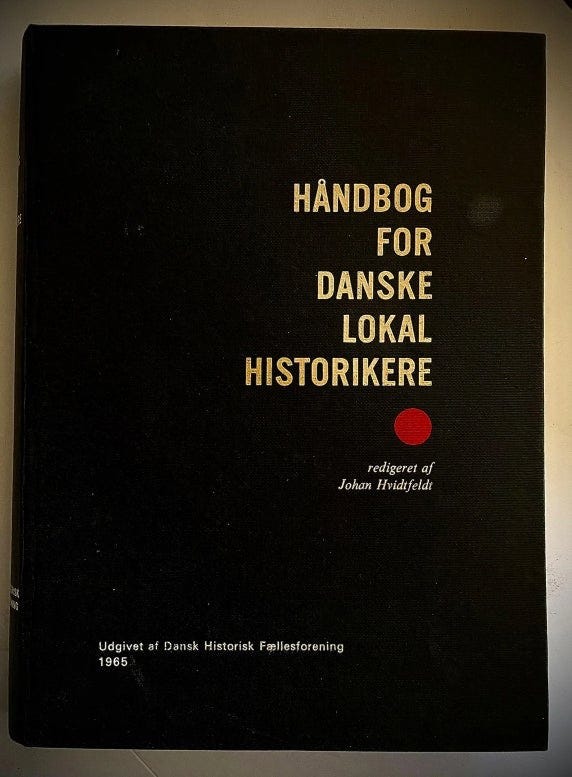 HÅNDBOG
FOR
DANSKE
LOKAL
HISTORIKERE
redigeret af
Johan Hvidtfeldt
Udgivet af Dansk Historisk Fællesforening
1965